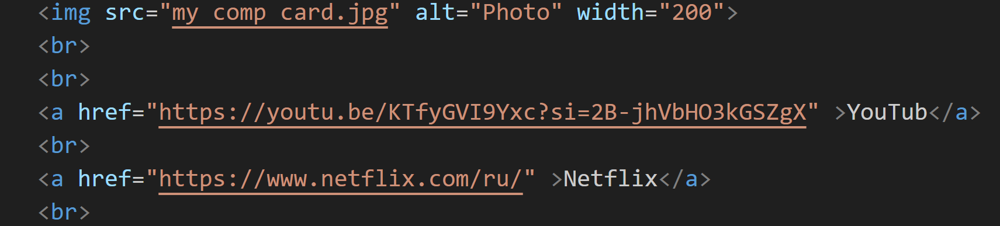 <img src="my comp card.jpg" alt="Photo" width="200">
<br>
<br>
<a href="https://youtu.be/KTfyGVI9Yxc?si=2B-jhVbHO3kGSZgX" >YouTub</a>
<br>
<a href="https://www.netflix.com/ru/" >Netflix</a>
<br>